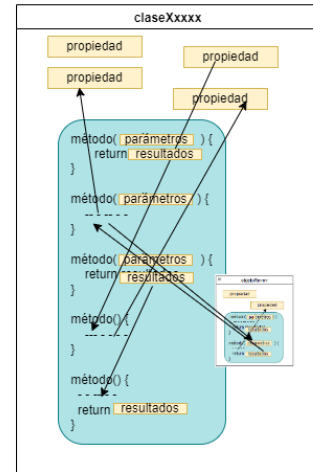 claseXxxxx
propiedad
propiedad
propiedad
propiedad
método( parámetros ) {
return resultados
}
método( parámetros ) {
- - - - - -
}
método( parámetros ) {
return - - - - - -
resultados
}
método() {
- - - - - -
}
método() {
- - - - - -
return resultados
}
propiedad
propiedad